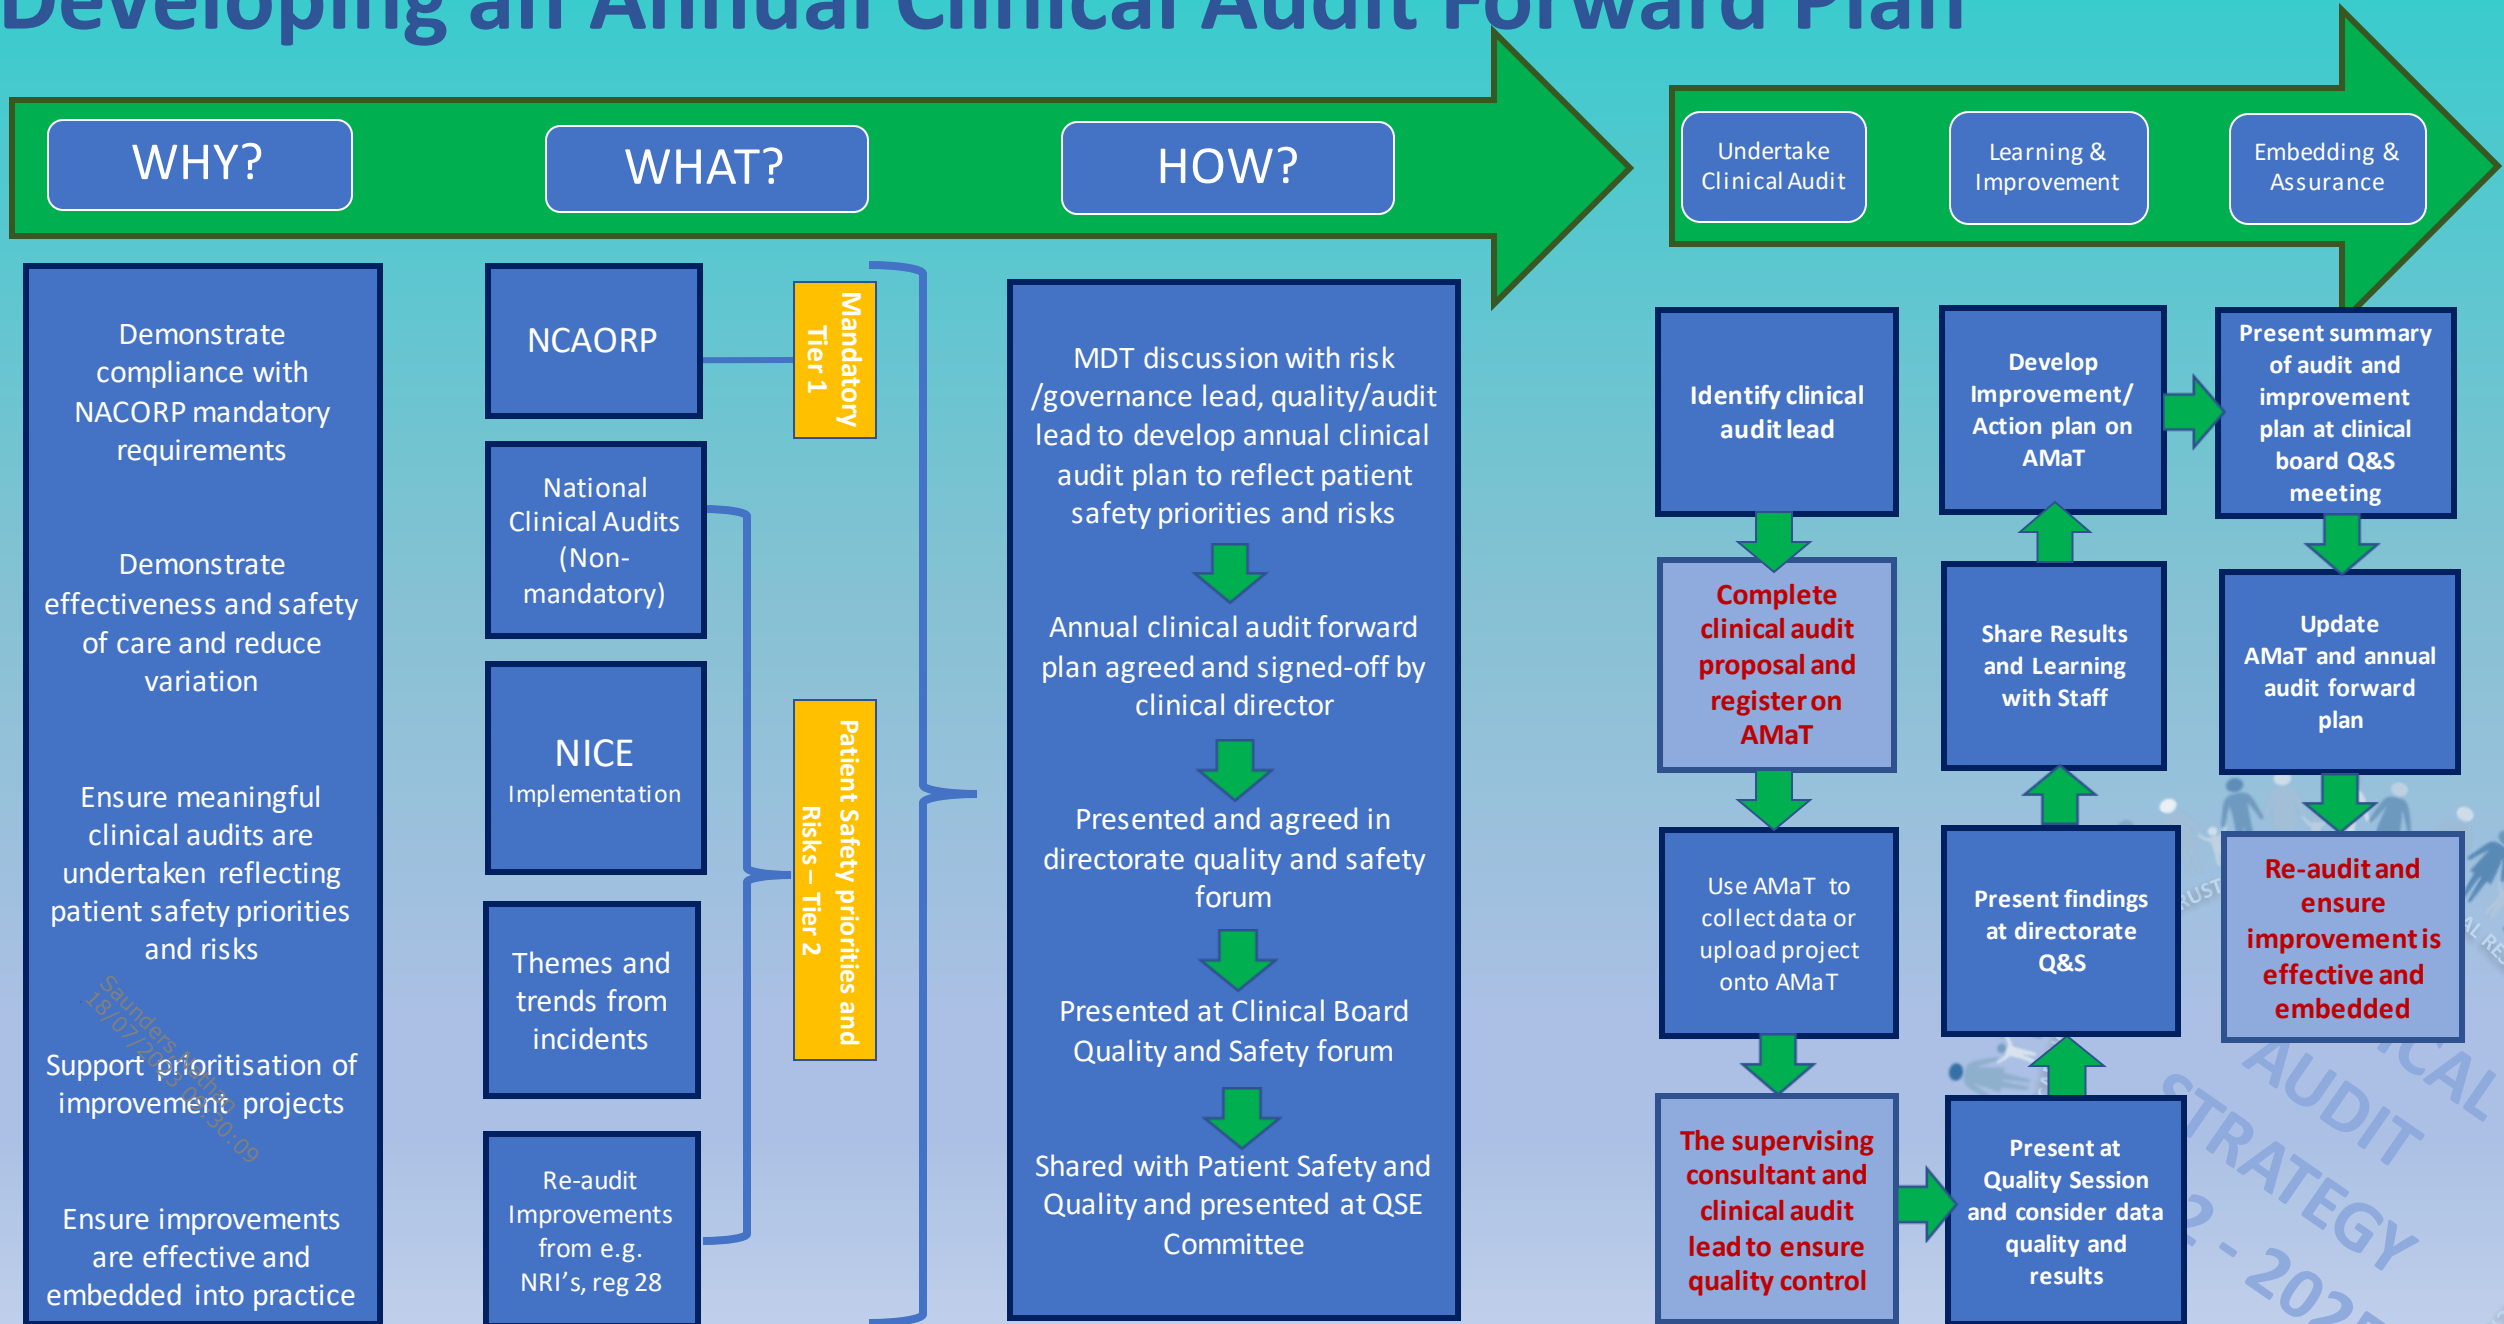 Developing an Annual Clinical Audit Forward Plan
WHY?
WHAT?
HOW?
Undertake
Clinical Audit
Learning &
Improvement
Embedding &
Assurance
Demonstrate
compliance with
NACORP mandatory
requirements
Demonstrate
effectiveness and safety
of care and reduce
variation
Ensure meaningful
clinical audits are
undertaken reflecting
patient safety priorities
and risks
Support prioritisation of
improvement projects
Ensure improvements
are effective and
embedded into practice
Saunders,Nathan
18/07/2023 09:30:09
NCAORP
National
Clinical Audits
(Non-
mandatory)
NICE
Implementation
Themes and
trends from
incidents
Re-audit
Improvements
from e.g.
NRI's, reg 28
Mandatory
Tier 1
Patient Safety priorities and
Risks – Tier 2
MDT discussion with risk
/governance lead, quality/audit
lead to develop annual clinical
audit plan to reflect patient
safety priorities and risks
Annual clinical audit forward
plan agreed and signed-off by
clinical director
Presented and agreed in
directorate quality and safety
forum
Presented at Clinical Board
Quality and Safety forum
Shared with Patient Safety and
Quality and presented at QSE
Committee
Identify clinical
audit lead
Complete
clinical audit
proposal and
register on
AMaT
Use AMaT to
collect data or
upload project
onto AMaT
The supervising
consultant and
clinical audit
lead to ensure
quality control
Present at
Quality Session
and consider data
quality and
results
Present findings
at directorate
Q&S
Share Results
and Learning
with Staff
Develop
Improvement/
Action plan on
AMaT
Present summary
of audit and
improvement
plan at clinical
board Q&S
meeting
Update
AMaT and annual
audit forward
plan
Re-audit and
ensure
improvement is
effective and
embedded
AUDIT
STRATEGY
2 - 2025